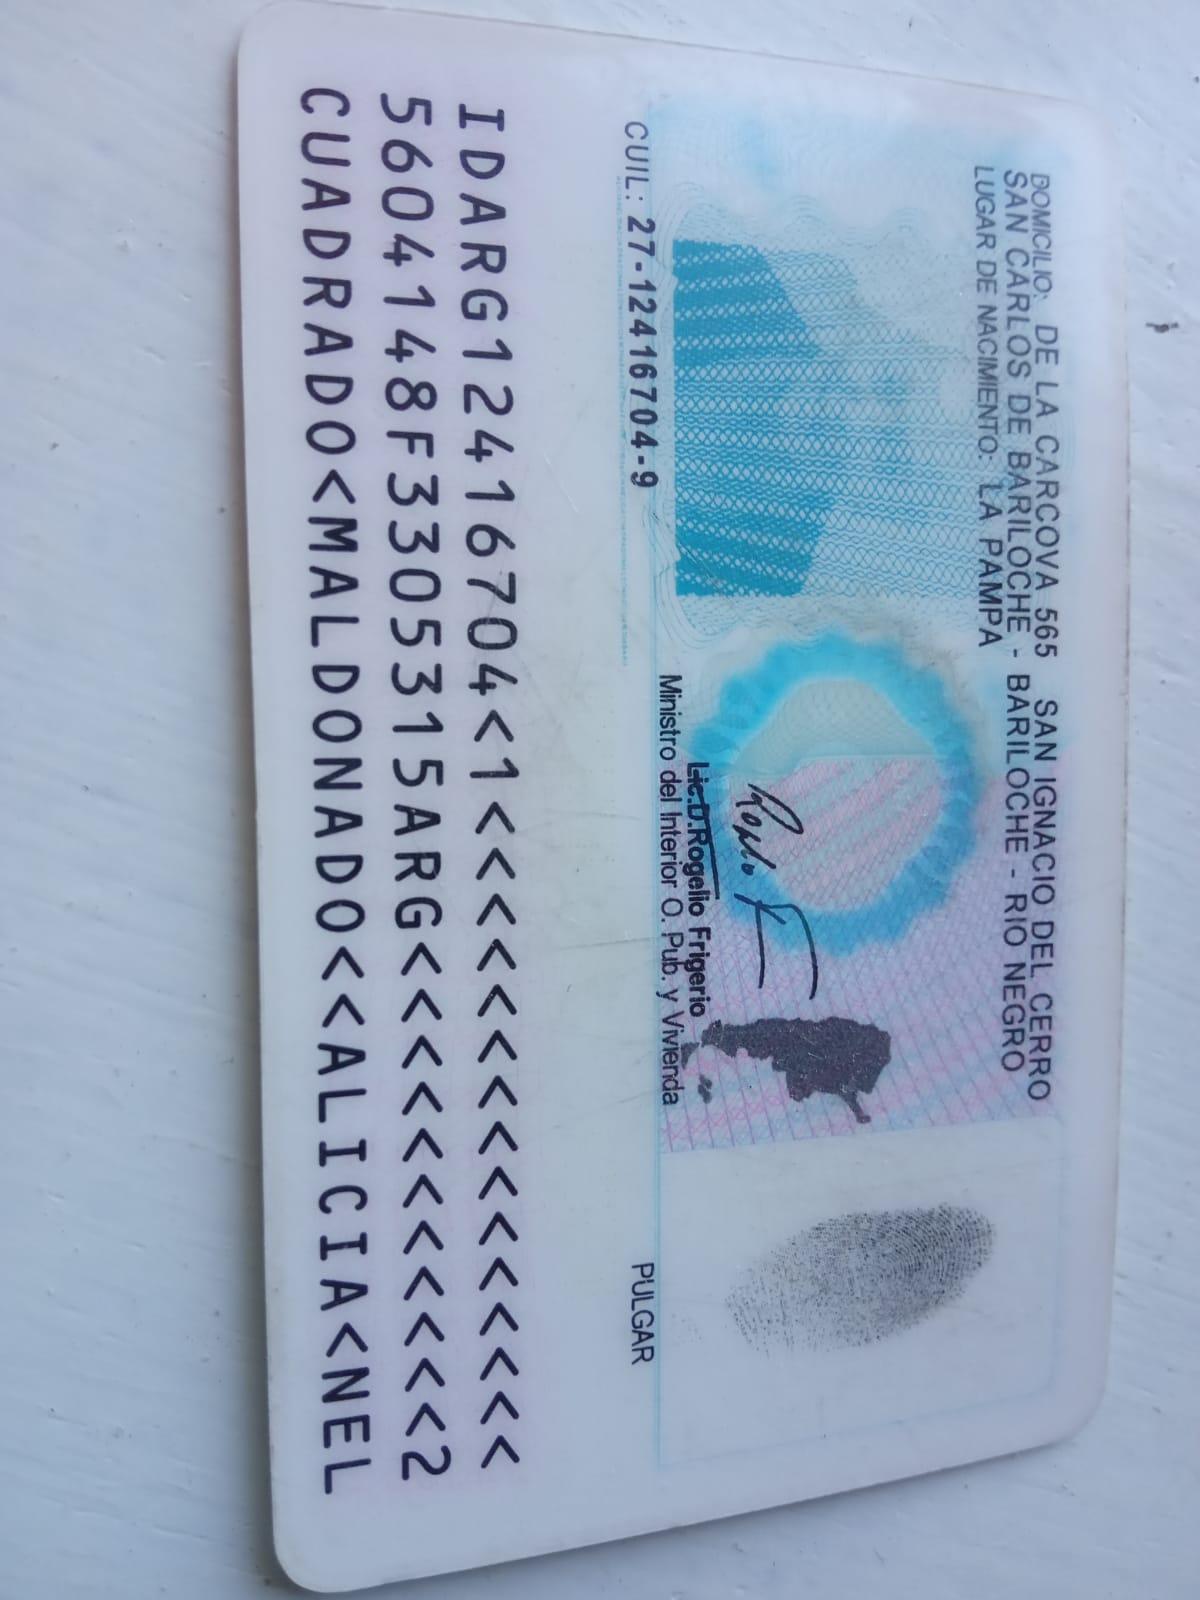 DOMICILIO: DE LA CARCOVA 565 SAN IGNACIO DEL CERRO
SAN CARLOS DE BARILOCHE - BARILOCHE - RIO NEGRO
LUGAR DE NACIMIENTO: LA PAMPA
Lic.D.Rogelio Frigerio
Ministro del Interior O. Pub. y Vivienda
CUIL: 27-12416704-9
PULGAR
IDARG12416704<1<<<<<<<<<<<<<<<
5604148F3305315ARG<<<<<<<<<<<2
CUADRADO<MALDONADO<<ALICIA<NEL